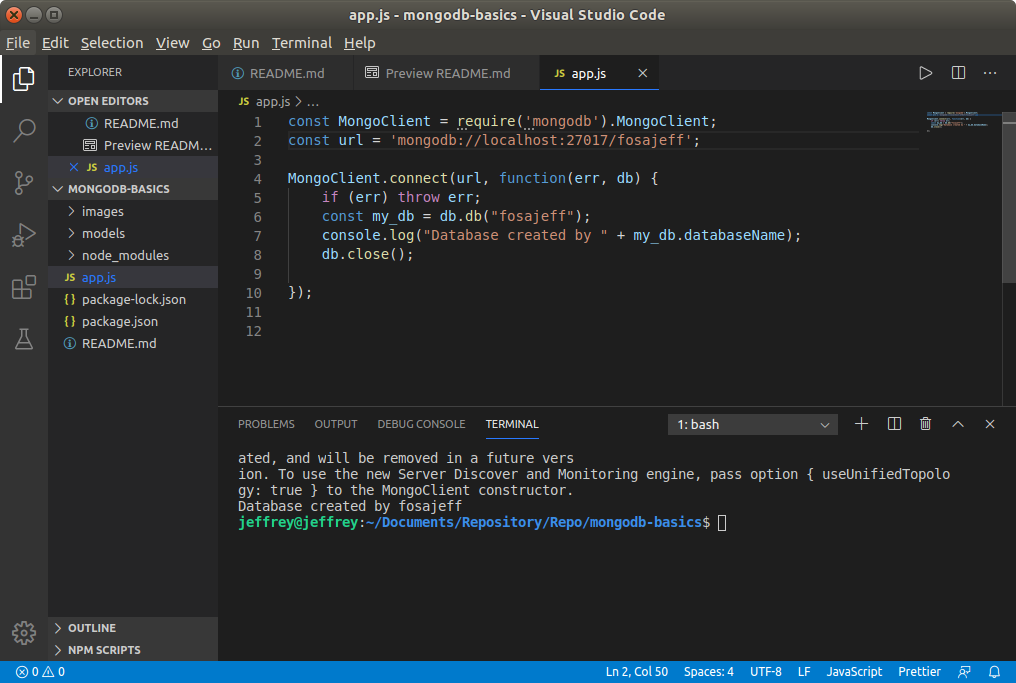 app.js - mongodb-basics - Visual Studio Code
File Edit Selection View Go Run Terminal Help
EXPLORER
OPEN EDITORS
README.md
Preview READM...
JS app.js
MONGODB-BASICS
images
models
node_modules
JS app.js
{} package-lock.json
{} package.json
README.md
OUTLINE
NPM SCRIPTS
README.md Preview README.md JS app.js
JS app.js > ...
1 const MongoClient = require('mongodb').MongoClient;
2 const url = 'mongodb://localhost:27017/fosajeff';
3
4 MongoClient.connect(url, function(err, db) {
5 if (err) throw err;
6 const my_db = db.db("fosajeff");
7 console.log("Database created by " + my_db.databaseName);
8 db.close();
9
10 });
11
12
PROBLEMS OUTPUT DEBUG CONSOLE TERMINAL 1: bash
ated, and will be removed in a future vers
ion. To use the new Server Discover and Monitoring engine, pass option { useUnifiedTopolo
gy: true } to the MongoClient constructor.
Database created by fosajeff
jeffrey@jeffrey:~/Documents/Repository/Repo/mongodb-basics$
0 0 Ln 2, Col 50 Spaces: 4 UTF-8 LF JavaScript Prettier